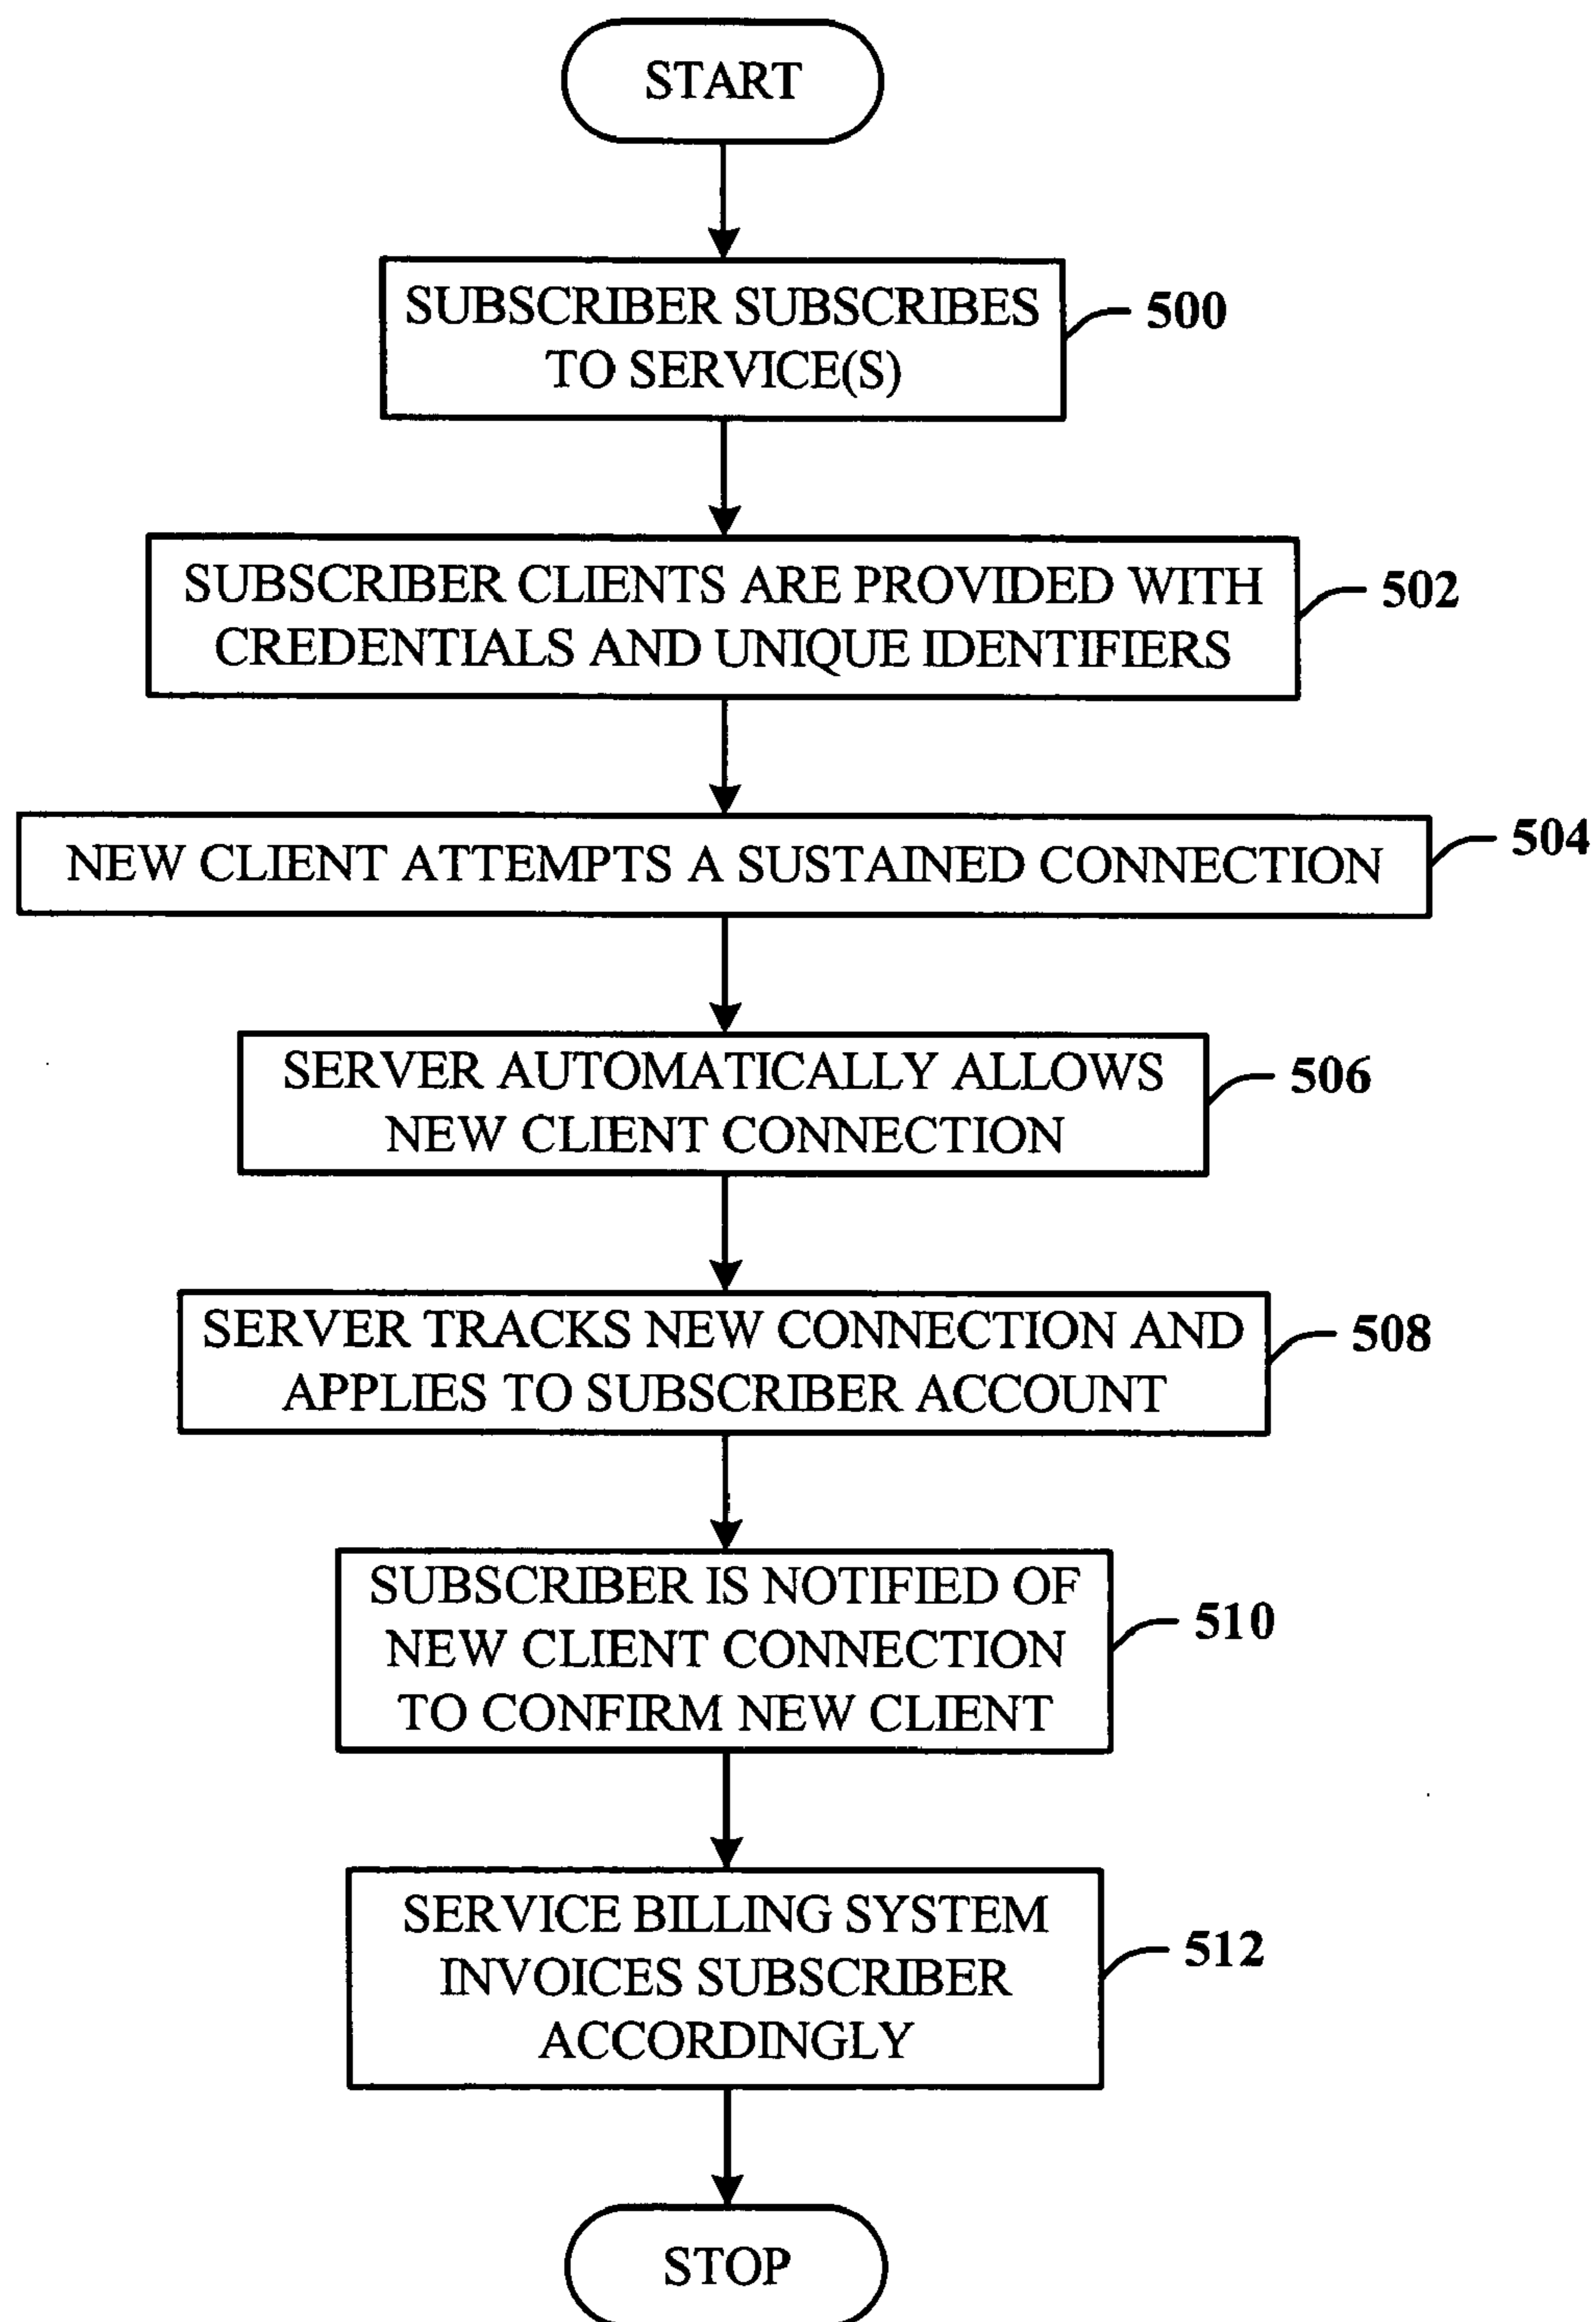 START
SUBSCRIBER SUBSCRIBES
TO SERVICE(S)
500
SUBSCRIBER CLIENTS ARE PROVIDED WITH
CREDENTIALS AND UNIQUE IDENTIFIERS
502
NEW CLIENT ATTEMPTS A SUSTAINED CONNECTION
504
SERVER AUTOMATICALLY ALLOWS
NEW CLIENT CONNECTION
506
SERVER TRACKS NEW CONNECTION AND
APPLIES TO SUBSCRIBER ACCOUNT
508
SUBSCRIBER IS NOTIFIED OF
NEW CLIENT CONNECTION
TO CONFIRM NEW CLIENT
510
SERVICE BILLING SYSTEM
INVOICES SUBSCRIBER
ACCORDINGLY
512
STOP